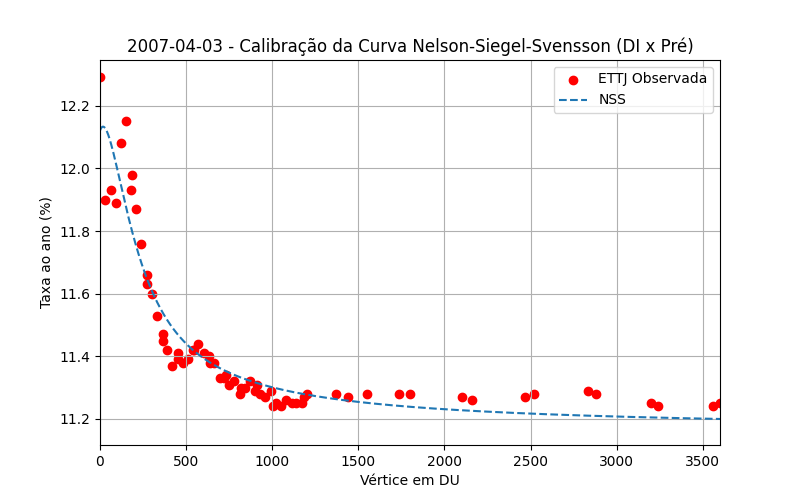 2007-04-03 - Calibração da Curva Nelson-Siegel-Svensson (DI x Pré)
ETTJ Observada
NSS
Taxa ao ano (%)
12.2
12.0
11.8
11.6
11.4
11.2
0 500 1000 1500 2000 2500 3000 3500
Vértice em DU